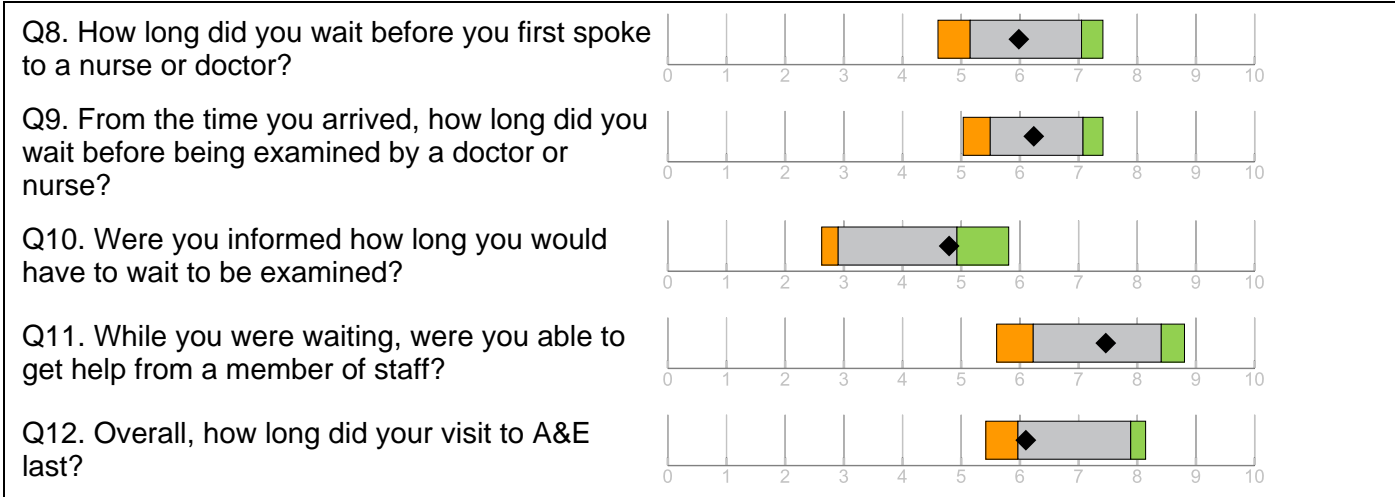 Q8. How long did you wait before you first spoke
to a nurse or doctor?
0 1 2 3 4 5 6 7 8 9 10
Q9. From the time you arrived, how long did you
wait before being examined by a doctor or
nurse?
0 1 2 3 4 5 6 7 8 9 10
Q10. Were you informed how long you would
have to wait to be examined?
0 1 2 3 4 5 6 7 8 9 10
Q11. While you were waiting, were you able to
get help from a member of staff?
0 1 2 3 4 5 6 7 8 9 10
Q12. Overall, how long did your visit to A&E
last?
0 1 2 3 4 5 6 7 8 9 10